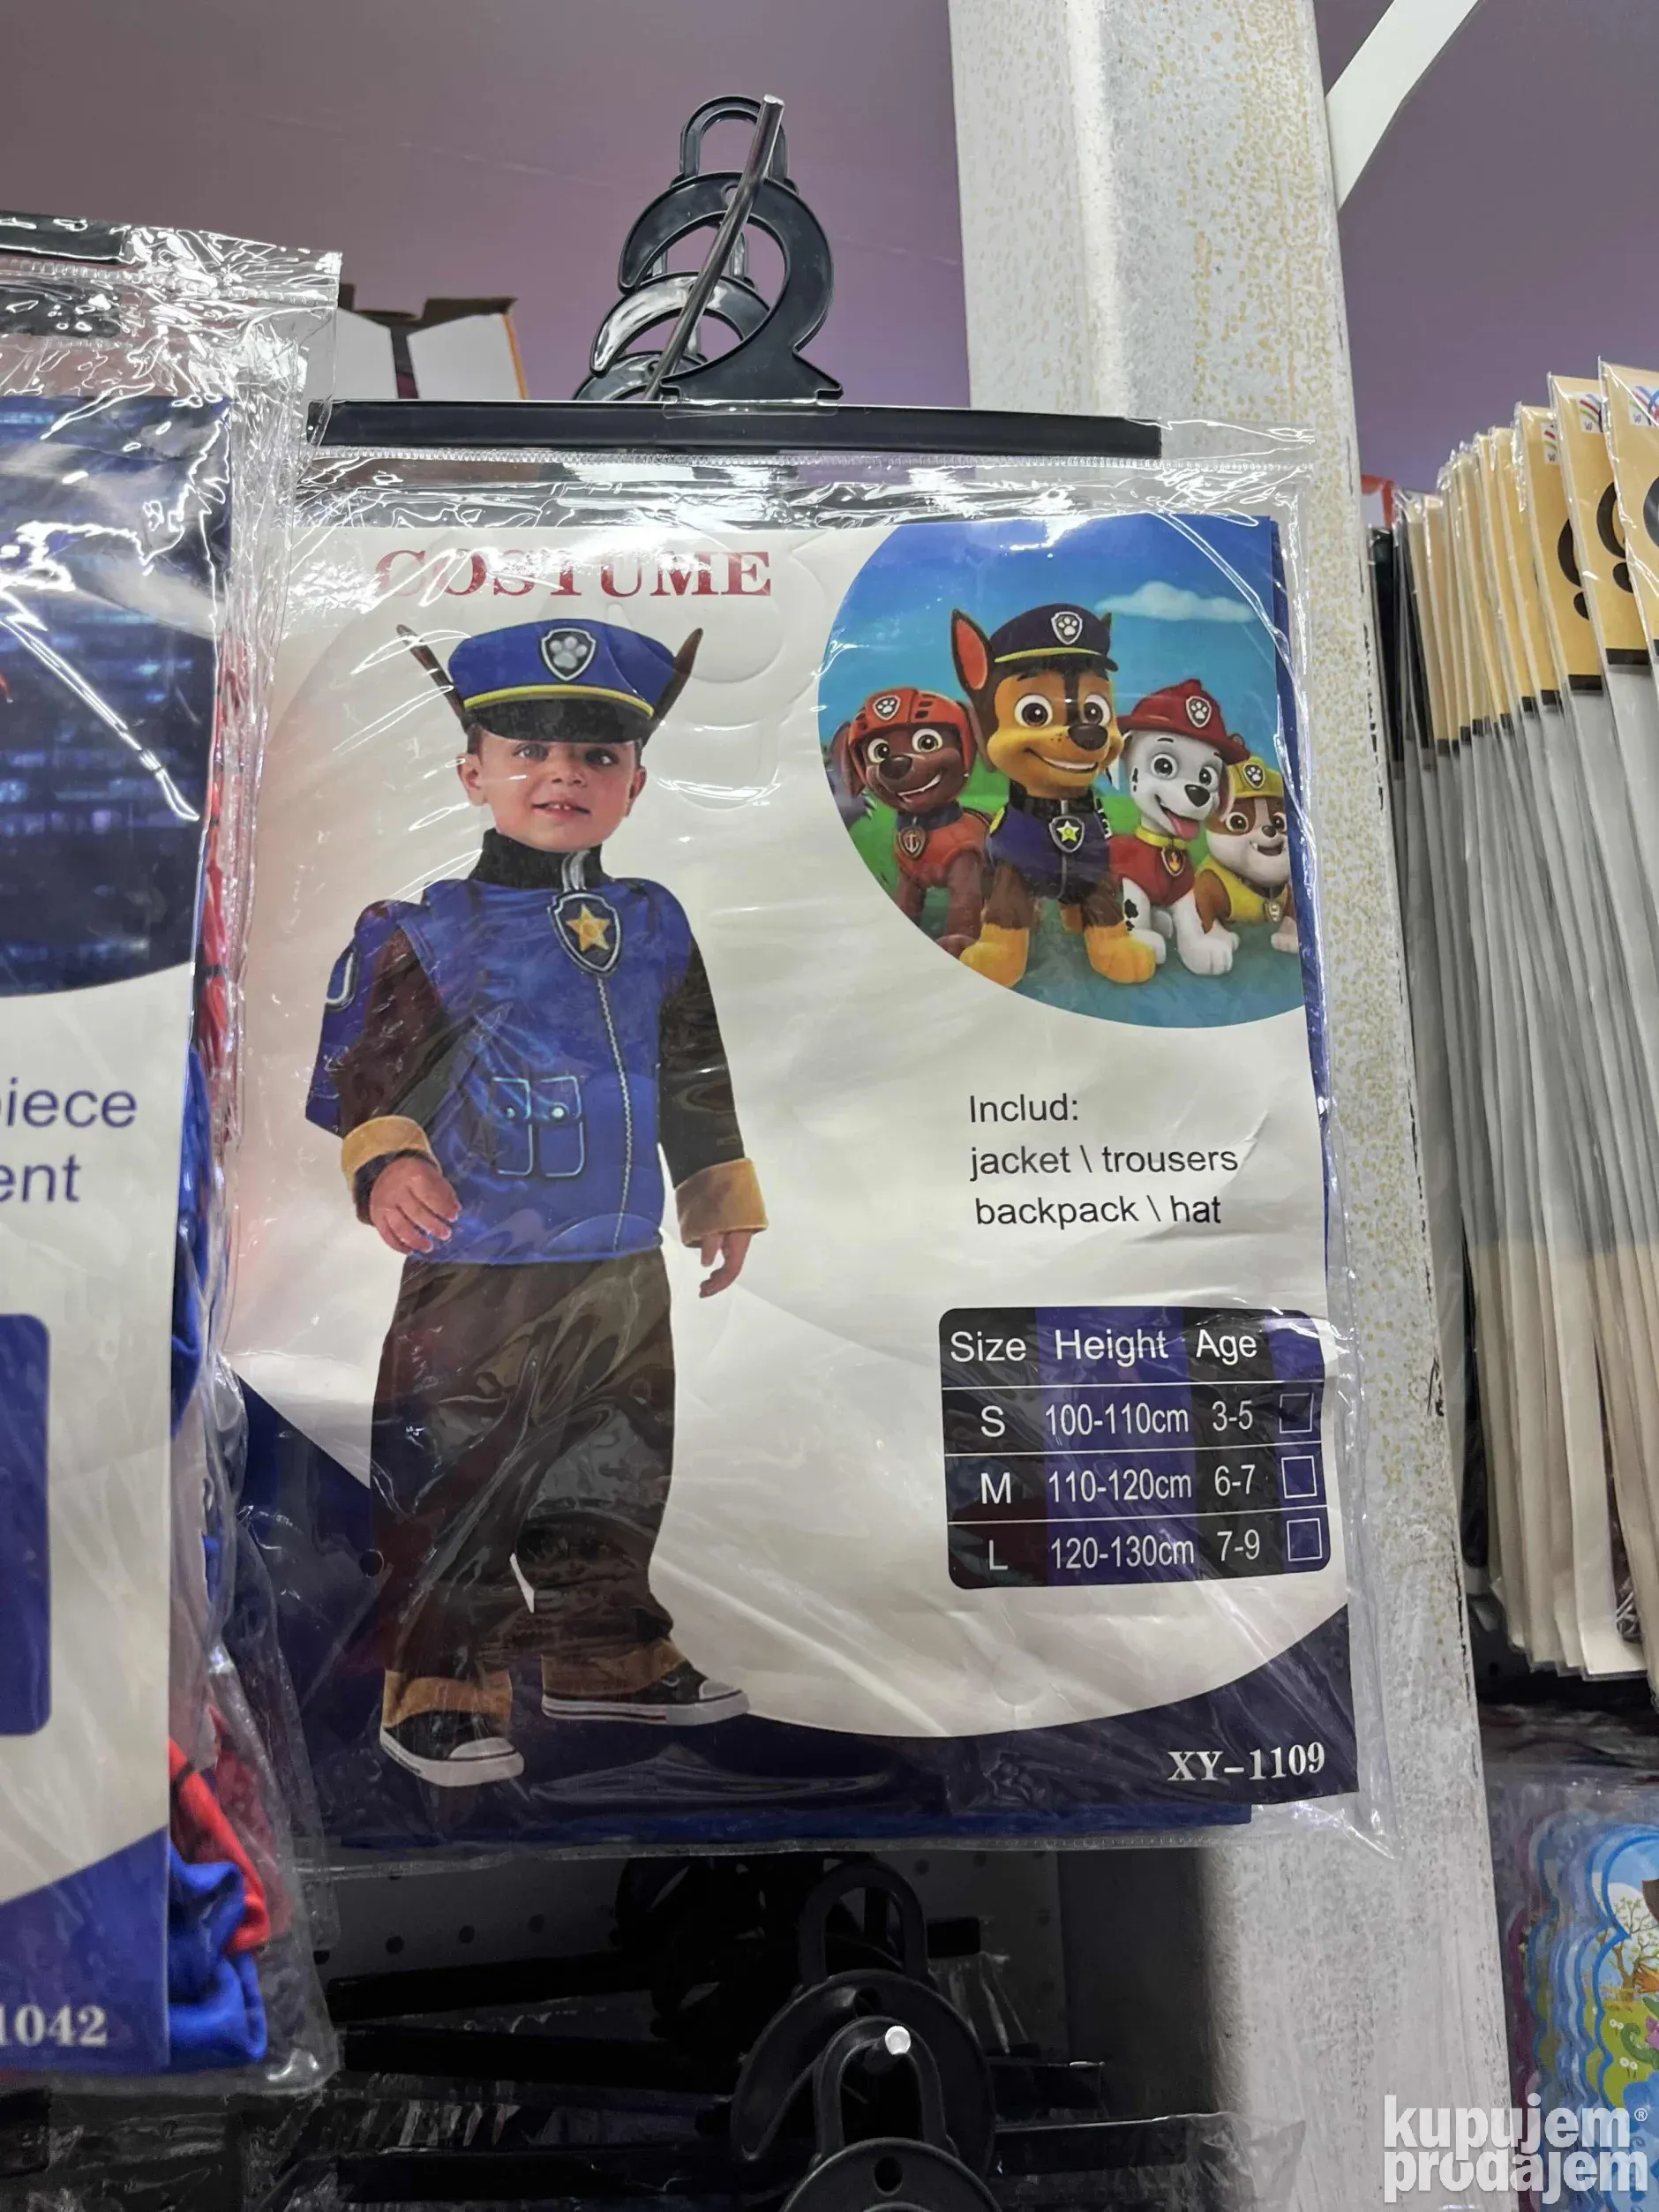 COSTUME
Includ:
jacket \ trousers
backpack \ hat
Size Height Age
S 100-110cm 3-5
M 110-120cm 6-7
L 120-130cm 7-9
XY-1109
iece
ent
1042
kupujem®
prodajem